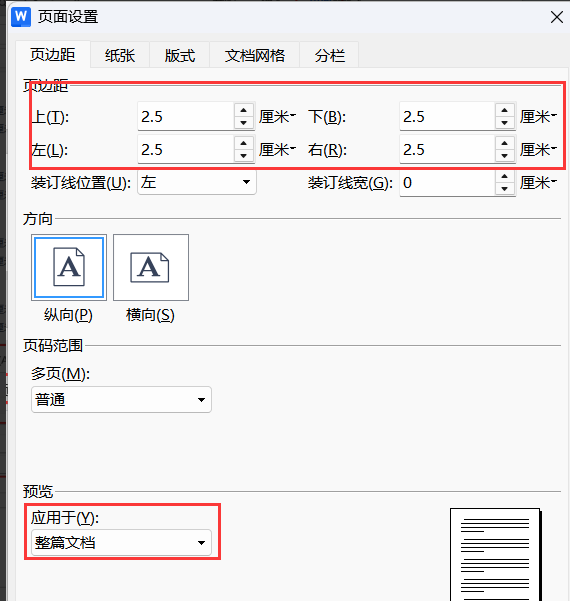 W 页面设置
页边距 纸张 版式 文档网格 分栏
页边距
上(T): 2.5 厘米 下(B): 2.5 厘米
左(L): 2.5 厘米 右(R): 2.5 厘米
装订线位置(U): 左 装订线宽(G): 0 厘米
方向
A A
纵向(P) 横向(S)
页码范围
多页(M):
普通
预览
应用于(Y):
整篇文档